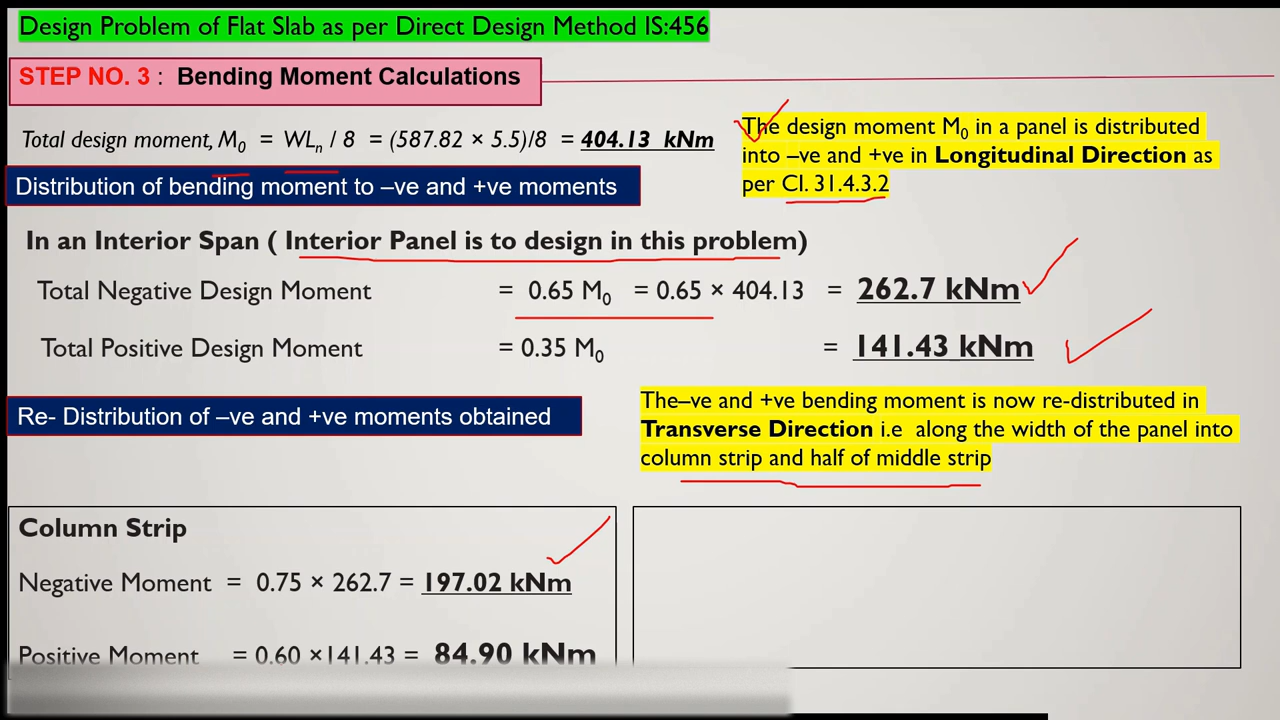 Design Problem of Flat Slab as per Direct Design Method IS:456
STEP NO. 3 : Bending Moment Calculations
Total design moment, M₀ = WLₙ / 8 = (587.82 × 5.5)/8 = 404.13 kNm
The design moment M₀ in a panel is distributed
into –ve and +ve in Longitudinal Direction as
per Cl. 31.4.3.2
Distribution of bending moment to –ve and +ve moments
In an Interior Span ( Interior Panel is to design in this problem)
Total Negative Design Moment = 0.65 M₀ = 0.65 × 404.13 = 262.7 kNm
Total Positive Design Moment = 0.35 M₀ = 141.43 kNm
Re- Distribution of –ve and +ve moments obtained
The–ve and +ve bending moment is now re-distributed in
Transverse Direction i.e along the width of the panel into
column strip and half of middle strip
Column Strip
Negative Moment = 0.75 × 262.7 = 197.02 kNm
Positive Moment = 0.60 ×141.43 = 84.90 kNm